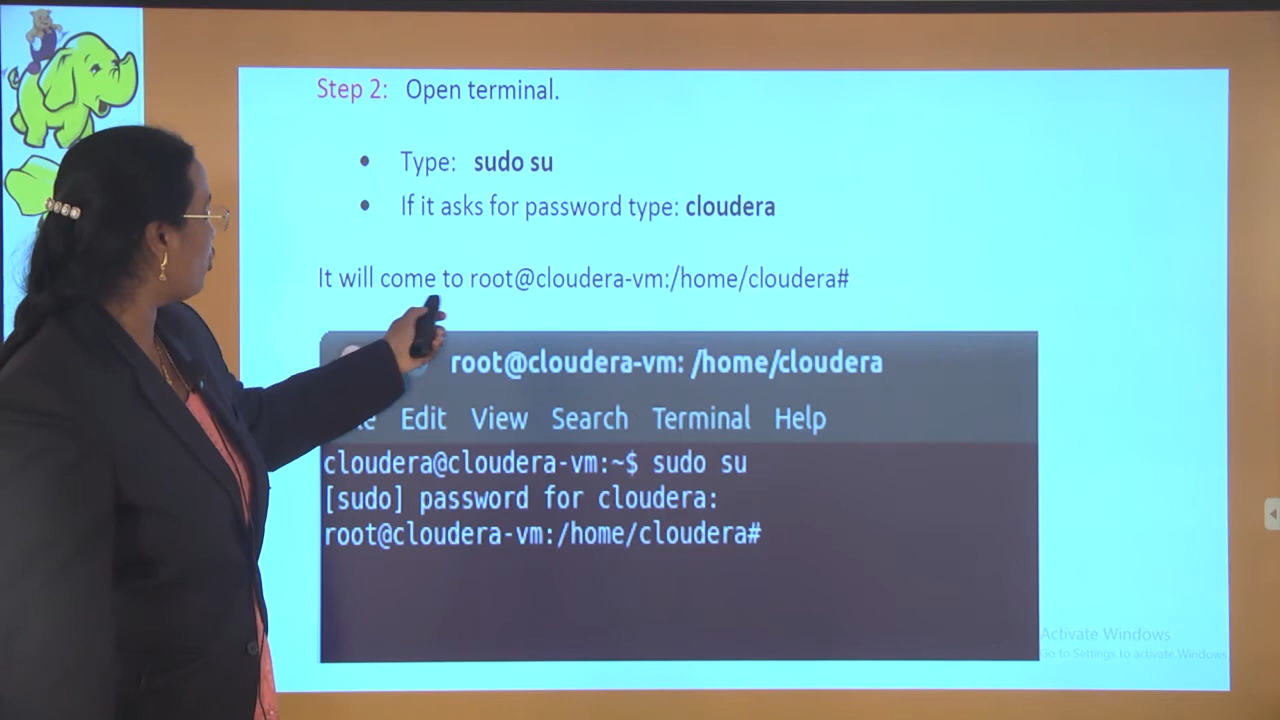 Step 2: Open terminal.
• Type: sudo su
• If it asks for password type: cloudera
It will come to root@cloudera-vm:/home/cloudera#
root@cloudera-vm: /home/cloudera
Edit View Search Terminal Help
cloudera@cloudera-vm:~$ sudo su
[sudo] password for cloudera:
root@cloudera-vm:/home/cloudera#
Activate Windows
Go to Settings to activate Windows.